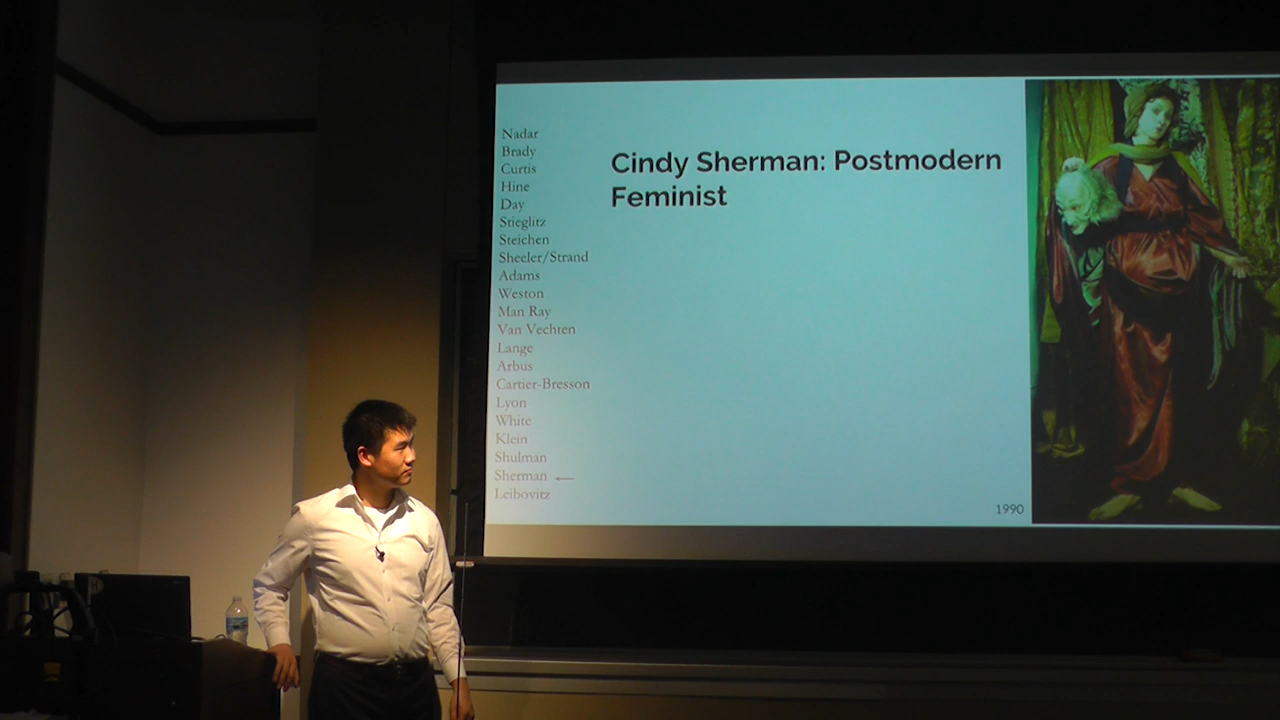 Nadar
Brady
Curtis
Hine
Day
Stieglitz
Steichen
Sheeler/Strand
Adams
Weston
Man Ray
Van Vechten
Lange
Arbus
Cartier-Bresson
Lyon
White
Klein
Shulman
Sherman ←
Leibovitz
Cindy Sherman: Postmodern
Feminist
1990